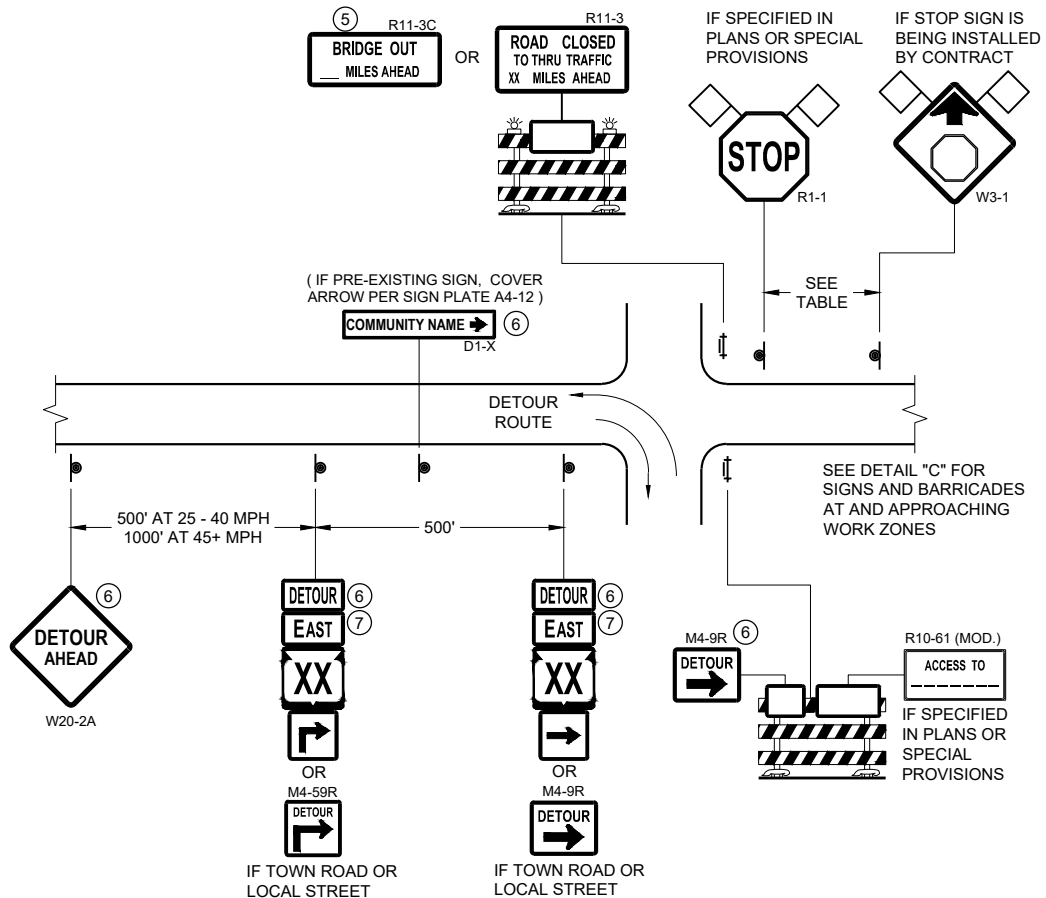 5
R11-3C
BRIDGE OUT
___ MILES AHEAD
OR
R11-3
ROAD CLOSED
TO THRU TRAFFIC
XX MILES AHEAD
IF SPECIFIED IN
PLANS OR SPECIAL
PROVISIONS
STOP
R1-1
IF STOP SIGN IS
BEING INSTALLED
BY CONTRACT
W3-1
SEE
TABLE
( IF PRE-EXISTING SIGN, COVER
ARROW PER SIGN PLATE A4-12 )
COMMUNITY NAME
6
D1-X
DETOUR
ROUTE
SEE DETAIL "C" FOR
SIGNS AND BARRICADES
AT AND APPROACHING
WORK ZONES
500' AT 25 - 40 MPH
1000' AT 45+ MPH
500'
6
DETOUR
AHEAD
W20-2A
DETOUR
6
EAST
7
XX
OR
M4-59R
DETOUR
IF TOWN ROAD OR
LOCAL STREET
DETOUR
6
EAST
7
XX
OR
M4-9R
DETOUR
IF TOWN ROAD OR
LOCAL STREET
M4-9R
6
DETOUR
R10-61 (MOD.)
ACCESS TO
_ _ _ _ _ _ _ _
IF SPECIFIED
IN PLANS OR
SPECIAL
PROVISIONS